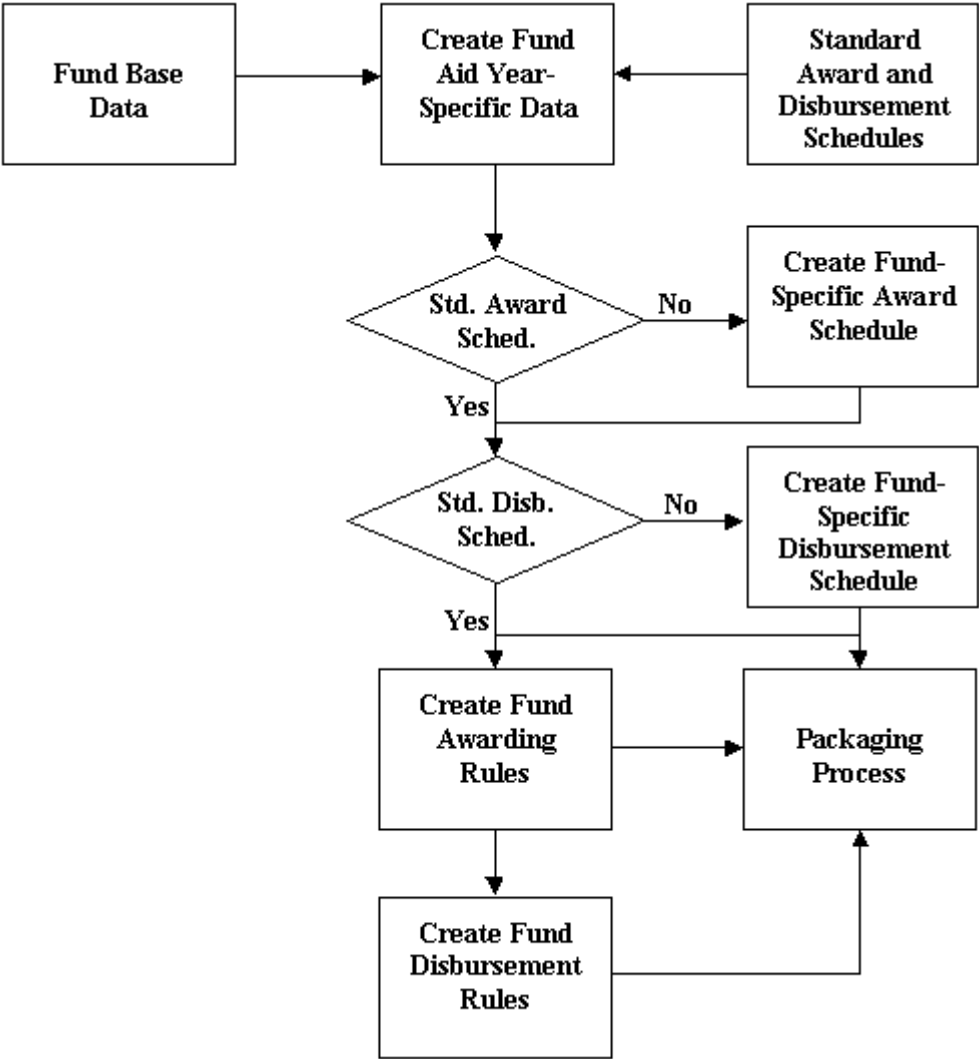 Fund Base
Data
Create Fund
Aid Year-
Specific Data
Standard
Award and
Disbursement
Schedules
Std. Award
Sched.
No
Create Fund-
Specific Award
Schedule
Yes
Std. Disb.
Sched.
No
Create Fund-
Specific
Disbursement
Schedule
Yes
Create Fund
Awarding
Rules
Packaging
Process
Create Fund
Disbursement
Rules